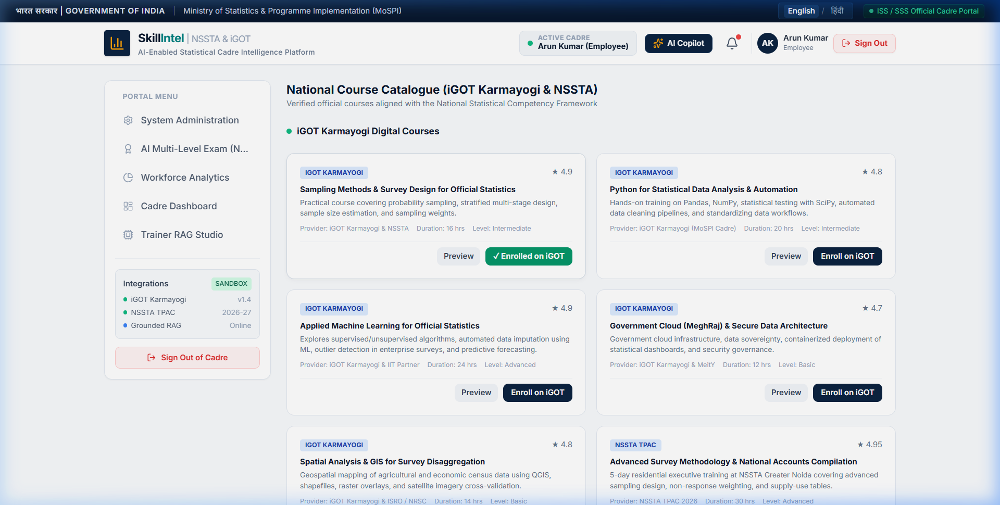 भारत सरकार | GOVERNMENT OF INDIA
Ministry of Statistics & Programme Implementation (MoSPI)
English / हिंदी
ISS / SSS Official Cadre Portal
SkillIntel | NSSTA & iGOT
AI-Enabled Statistical Cadre Intelligence Platform
ACTIVE CADRE
Arun Kumar (Employee)
AI Copilot
AK
Arun Kumar
Employee
Sign Out
PORTAL MENU
System Administration
AI Multi-Level Exam (N...
Workforce Analytics
Cadre Dashboard
Trainer RAG Studio
Integrations
SANDBOX
iGOT Karmayogi v1.4
NSSTA TPAC 2026-27
Grounded RAG Online
Sign Out of Cadre
National Course Catalogue (iGOT Karmayogi & NSSTA)
Verified official courses aligned with the National Statistical Competency Framework
iGOT Karmayogi Digital Courses
IGOT KARMAYOGI
★ 4.9
Sampling Methods & Survey Design for Official Statistics
Practical course covering probability sampling, stratified multi-stage design,
sample size estimation, and sampling weights.
Provider: iGOT Karmayogi & NSSTA Duration: 16 hrs Level: Intermediate
Preview
✓ Enrolled on iGOT
IGOT KARMAYOGI
★ 4.8
Python for Statistical Data Analysis & Automation
Hands-on training on Pandas, NumPy, statistical testing with SciPy, automated
data cleaning pipelines, and standardizing data workflows.
Provider: iGOT Karmayogi (MoSPI Cadre) Duration: 20 hrs Level: Intermediate
Preview
Enroll on iGOT
IGOT KARMAYOGI
★ 4.9
Applied Machine Learning for Official Statistics
Explores supervised/unsupervised algorithms, automated data imputation using
ML, outlier detection in enterprise surveys, and predictive forecasting.
Provider: iGOT Karmayogi & IIT Partner Duration: 24 hrs Level: Advanced
Preview
Enroll on iGOT
IGOT KARMAYOGI
★ 4.7
Government Cloud (MeghRaj) & Secure Data Architecture
Government cloud infrastructure, data sovereignty, containerized deployment of
statistical dashboards, and security governance.
Provider: iGOT Karmayogi & MeitY Duration: 12 hrs Level: Basic
Preview
Enroll on iGOT
IGOT KARMAYOGI
★ 4.8
Spatial Analysis & GIS for Survey Disaggregation
Geospatial mapping of agricultural and economic census data using QGIS,
shapefiles, raster overlays, and satellite imagery cross-validation.
Provider: iGOT Karmayogi & ISRO / NRSC Duration: 14 hrs Level: Basic
NSSTA TPAC
★ 4.95
Advanced Survey Methodology & National Accounts Compilation
5-day residential executive training at NSSTA Greater Noida covering advanced
sampling design, non-response weighting, and supply-use tables.
Provider: NSSTA TPAC 2026 Duration: 30 hrs Level: Advanced